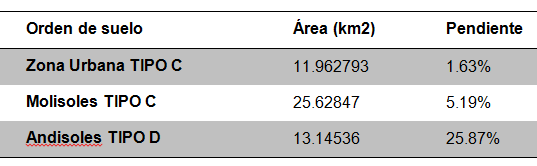 Orden de suelo Área (km2) Pendiente
Zona Urbana TIPO C 11.962793 1.63%
Molisoles TIPO C 25.62847 5.19%
Andisoles TIPO D 13.14536 25.87%